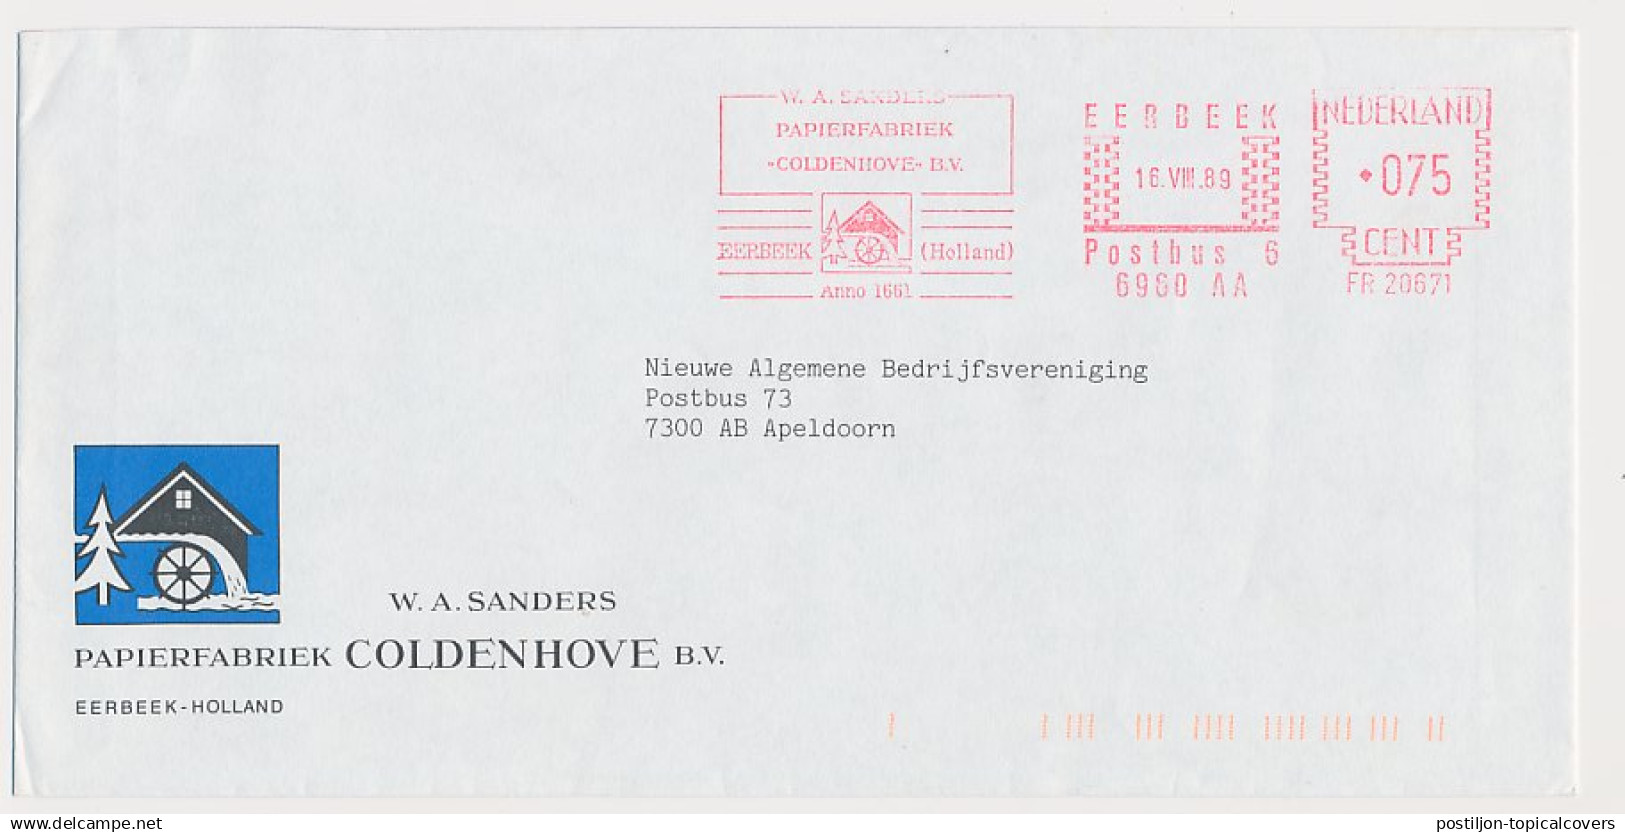 W. A. SANDERS
PAPIERFABRIEK
"COLDENHOVE" B.V.
EERBEEK (Holland)
Anno 1661
EERBEEK
16.VIII.89
Postbus 6
6960 AA
NEDERLAND
075
CENT
FR 20671
Nieuwe Algemene Bedrijfsvereniging
Postbus 73
7300 AB Apeldoorn
W. A. SANDERS
PAPIERFABRIEK COLDENHOVE B.V.
EERBEEK-HOLLAND
www.delcampe.net
postiljon-topicalcovers